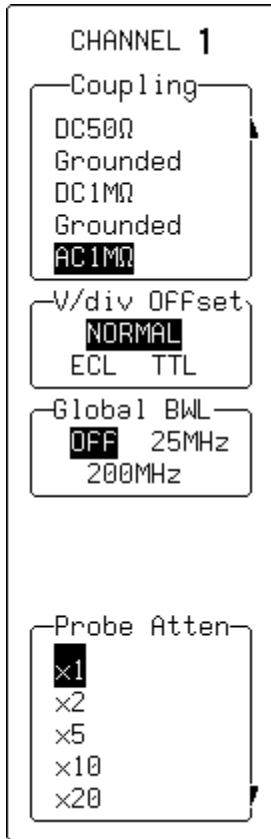 CHANNEL 1
Coupling
DC50Ω
Grounded
DC1MΩ
Grounded
AC1MΩ
V/div OFFset
NORMAL
ECL TTL
Global BWL
OFF 25MHz
200MHz
Probe Atten
×1
×2
×5
×10
×20